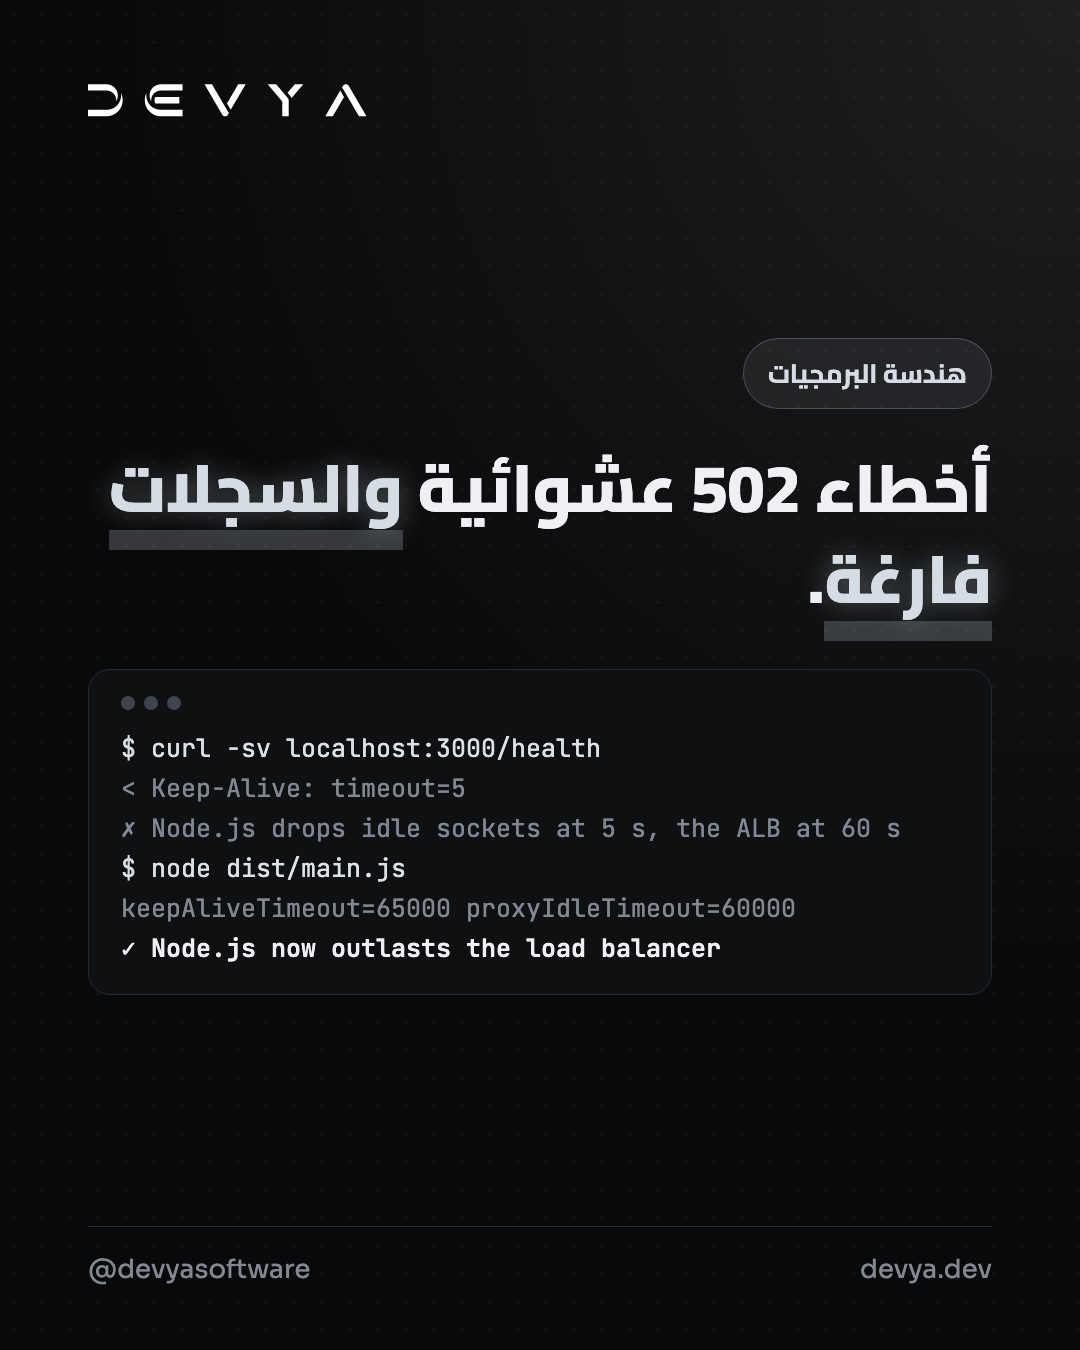 DEVYA
هندسة البرمجيات
أخطاء 502 عشوائية والسجلات
فارغة.
$ curl -sv localhost:3000/health
< Keep-Alive: timeout=5
✗ Node.js drops idle sockets at 5 s, the ALB at 60 s
$ node dist/main.js
keepAliveTimeout=65000 proxyIdleTimeout=60000
✓ Node.js now outlasts the load balancer
@devyasoftware
devya.dev